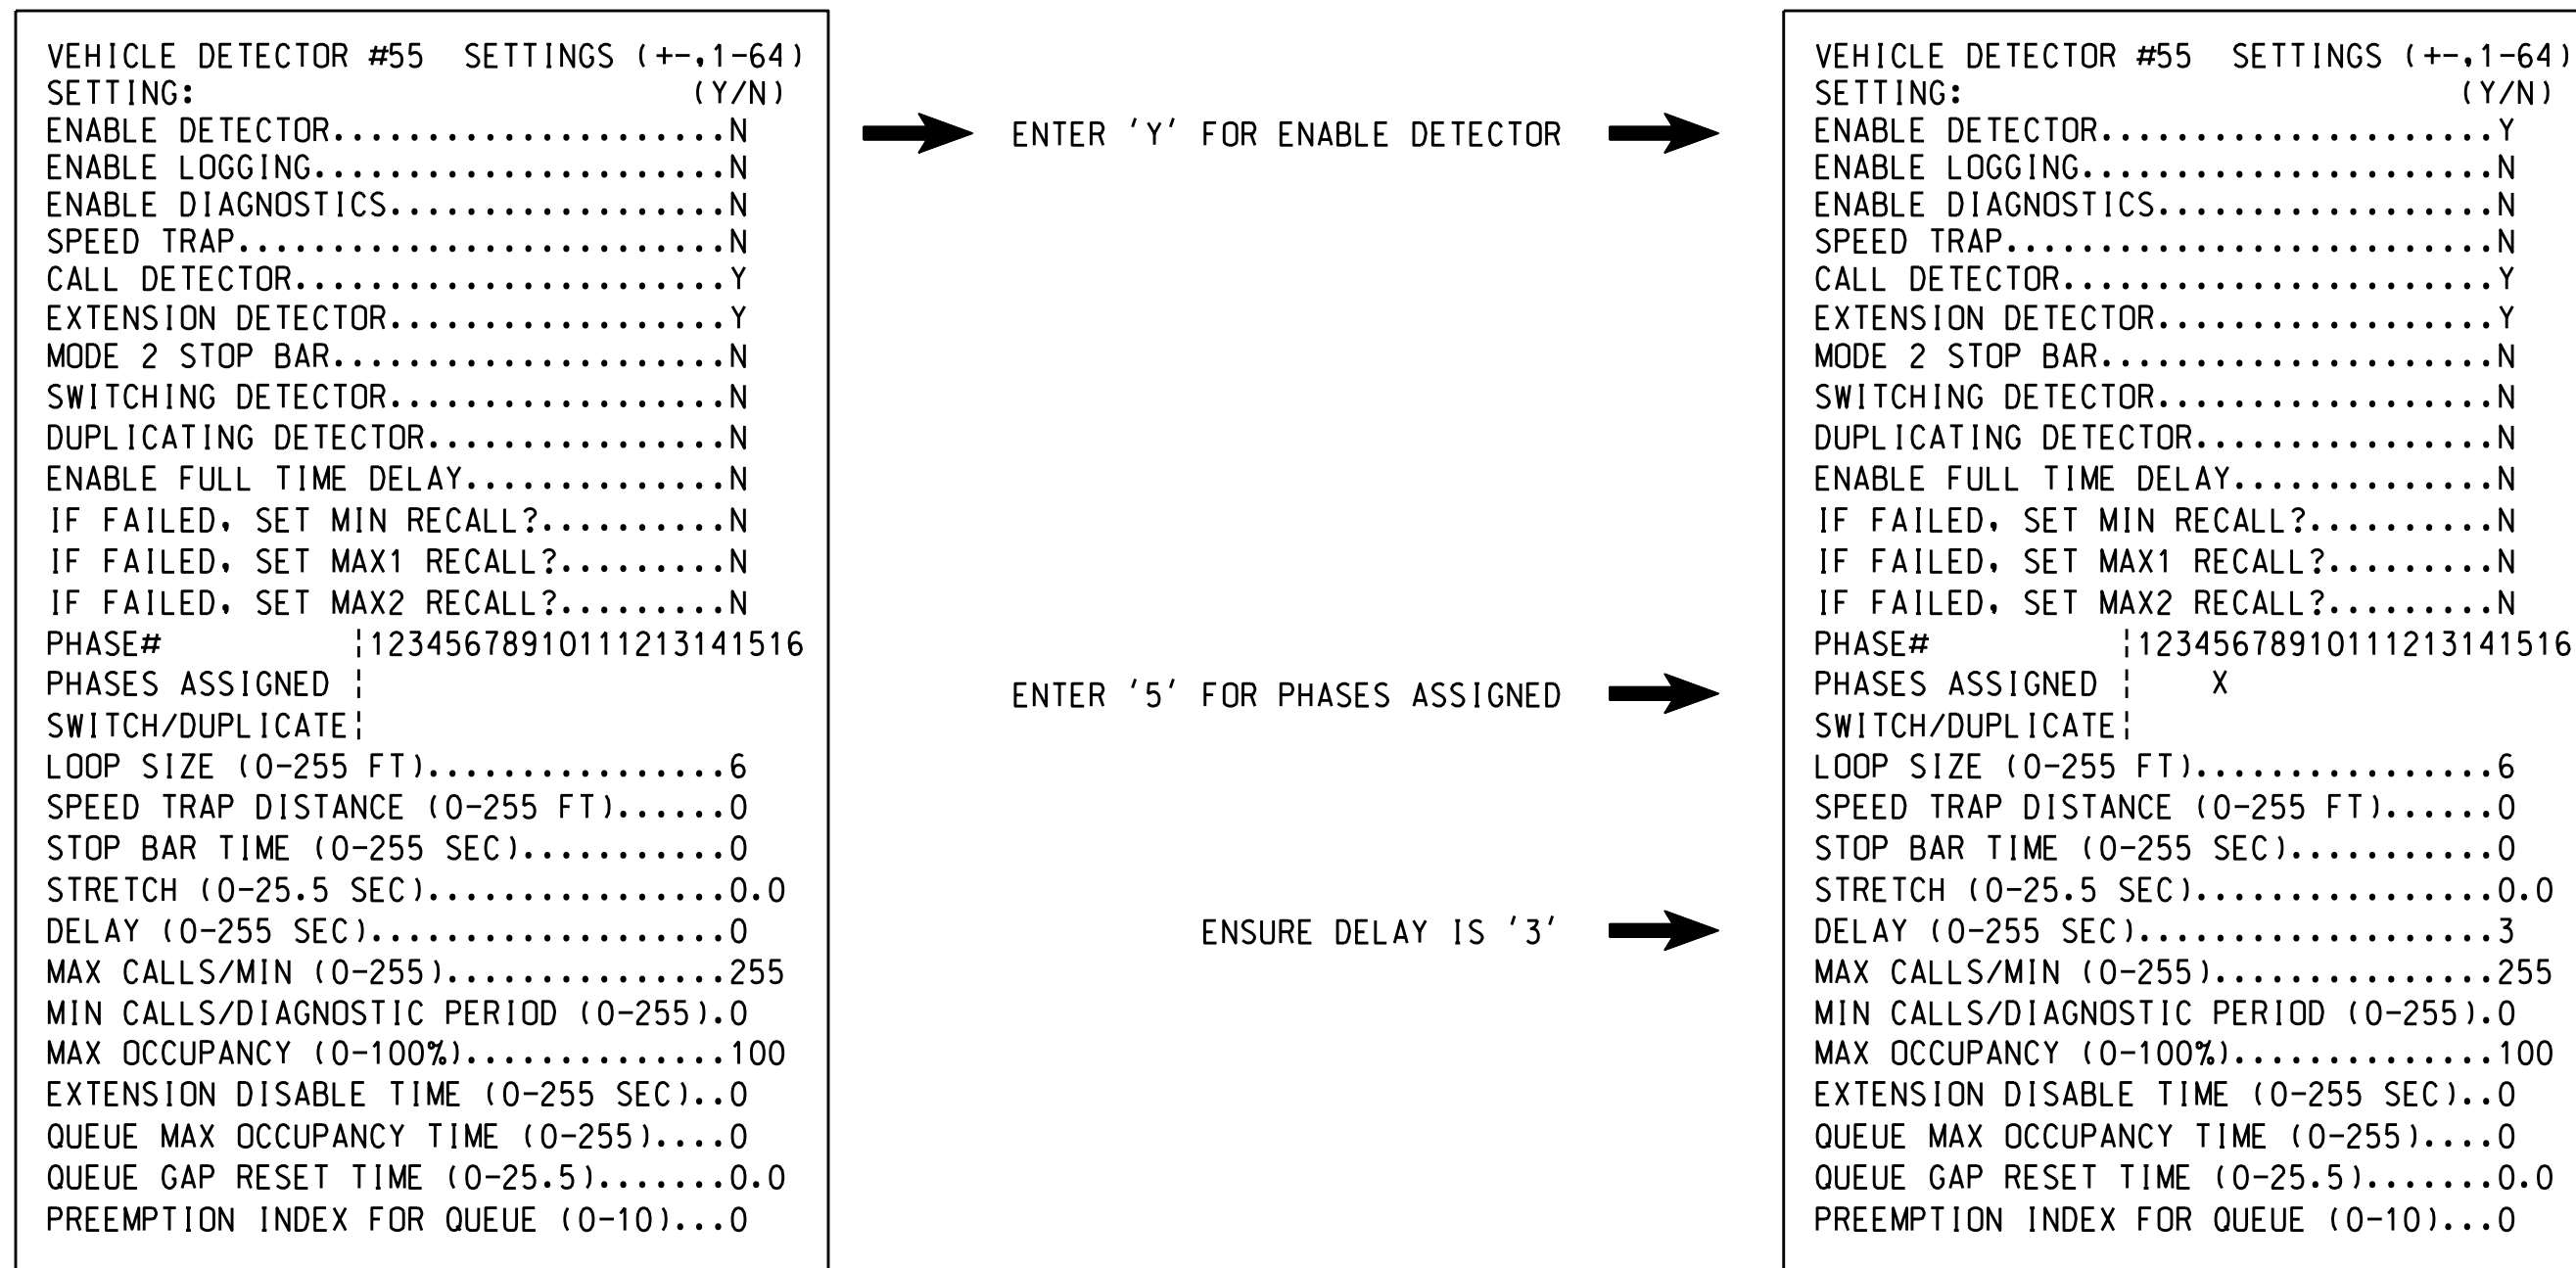 VEHICLE DETECTOR #55  SETTINGS (+-,1-64)
SETTING:                          (Y/N)
ENABLE DETECTOR.....................N
ENABLE LOGGING......................N
ENABLE DIAGNOSTICS..................N
SPEED TRAP..........................N
CALL DETECTOR.......................Y
EXTENSION DETECTOR..................Y
MODE 2 STOP BAR.....................N
SWITCHING DETECTOR..................N
DUPLICATING DETECTOR................N
ENABLE FULL TIME DELAY..............N
IF FAILED, SET MIN RECALL?..........N
IF FAILED, SET MAX1 RECALL?.........N
IF FAILED, SET MAX2 RECALL?.........N
PHASE#          ¦12345678910111213141516
PHASES ASSIGNED ¦
SWITCH/DUPLICATE¦
LOOP SIZE (0-255 FT)................6
SPEED TRAP DISTANCE (0-255 FT)......0
STOP BAR TIME (0-255 SEC)...........0
STRETCH (0-25.5 SEC)................0.0
DELAY (0-255 SEC)...................0
MAX CALLS/MIN (0-255)...............255
MIN CALLS/DIAGNOSTIC PERIOD (0-255).0
MAX OCCUPANCY (0-100%)..............100
EXTENSION DISABLE TIME (0-255 SEC)..0
QUEUE MAX OCCUPANCY TIME (0-255)....0
QUEUE GAP RESET TIME (0-25.5).......0.0
PREEMPTION INDEX FOR QUEUE (0-10)...0
ENTER 'Y' FOR ENABLE DETECTOR
ENTER '5' FOR PHASES ASSIGNED
ENSURE DELAY IS '3'
VEHICLE DETECTOR #55  SETTINGS (+-,1-64)
SETTING:                          (Y/N)
ENABLE DETECTOR.....................Y
ENABLE LOGGING......................N
ENABLE DIAGNOSTICS..................N
SPEED TRAP..........................N
CALL DETECTOR.......................Y
EXTENSION DETECTOR..................Y
MODE 2 STOP BAR.....................N
SWITCHING DETECTOR..................N
DUPLICATING DETECTOR................N
ENABLE FULL TIME DELAY..............N
IF FAILED, SET MIN RECALL?..........N
IF FAILED, SET MAX1 RECALL?.........N
IF FAILED, SET MAX2 RECALL?.........N
PHASE#          ¦12345678910111213141516
PHASES ASSIGNED ¦    X
SWITCH/DUPLICATE¦
LOOP SIZE (0-255 FT)................6
SPEED TRAP DISTANCE (0-255 FT)......0
STOP BAR TIME (0-255 SEC)...........0
STRETCH (0-25.5 SEC)................0.0
DELAY (0-255 SEC)...................3
MAX CALLS/MIN (0-255)...............255
MIN CALLS/DIAGNOSTIC PERIOD (0-255).0
MAX OCCUPANCY (0-100%)..............100
EXTENSION DISABLE TIME (0-255 SEC)..0
QUEUE MAX OCCUPANCY TIME (0-255)....0
QUEUE GAP RESET TIME (0-25.5).......0.0
PREEMPTION INDEX FOR QUEUE (0-10)...0